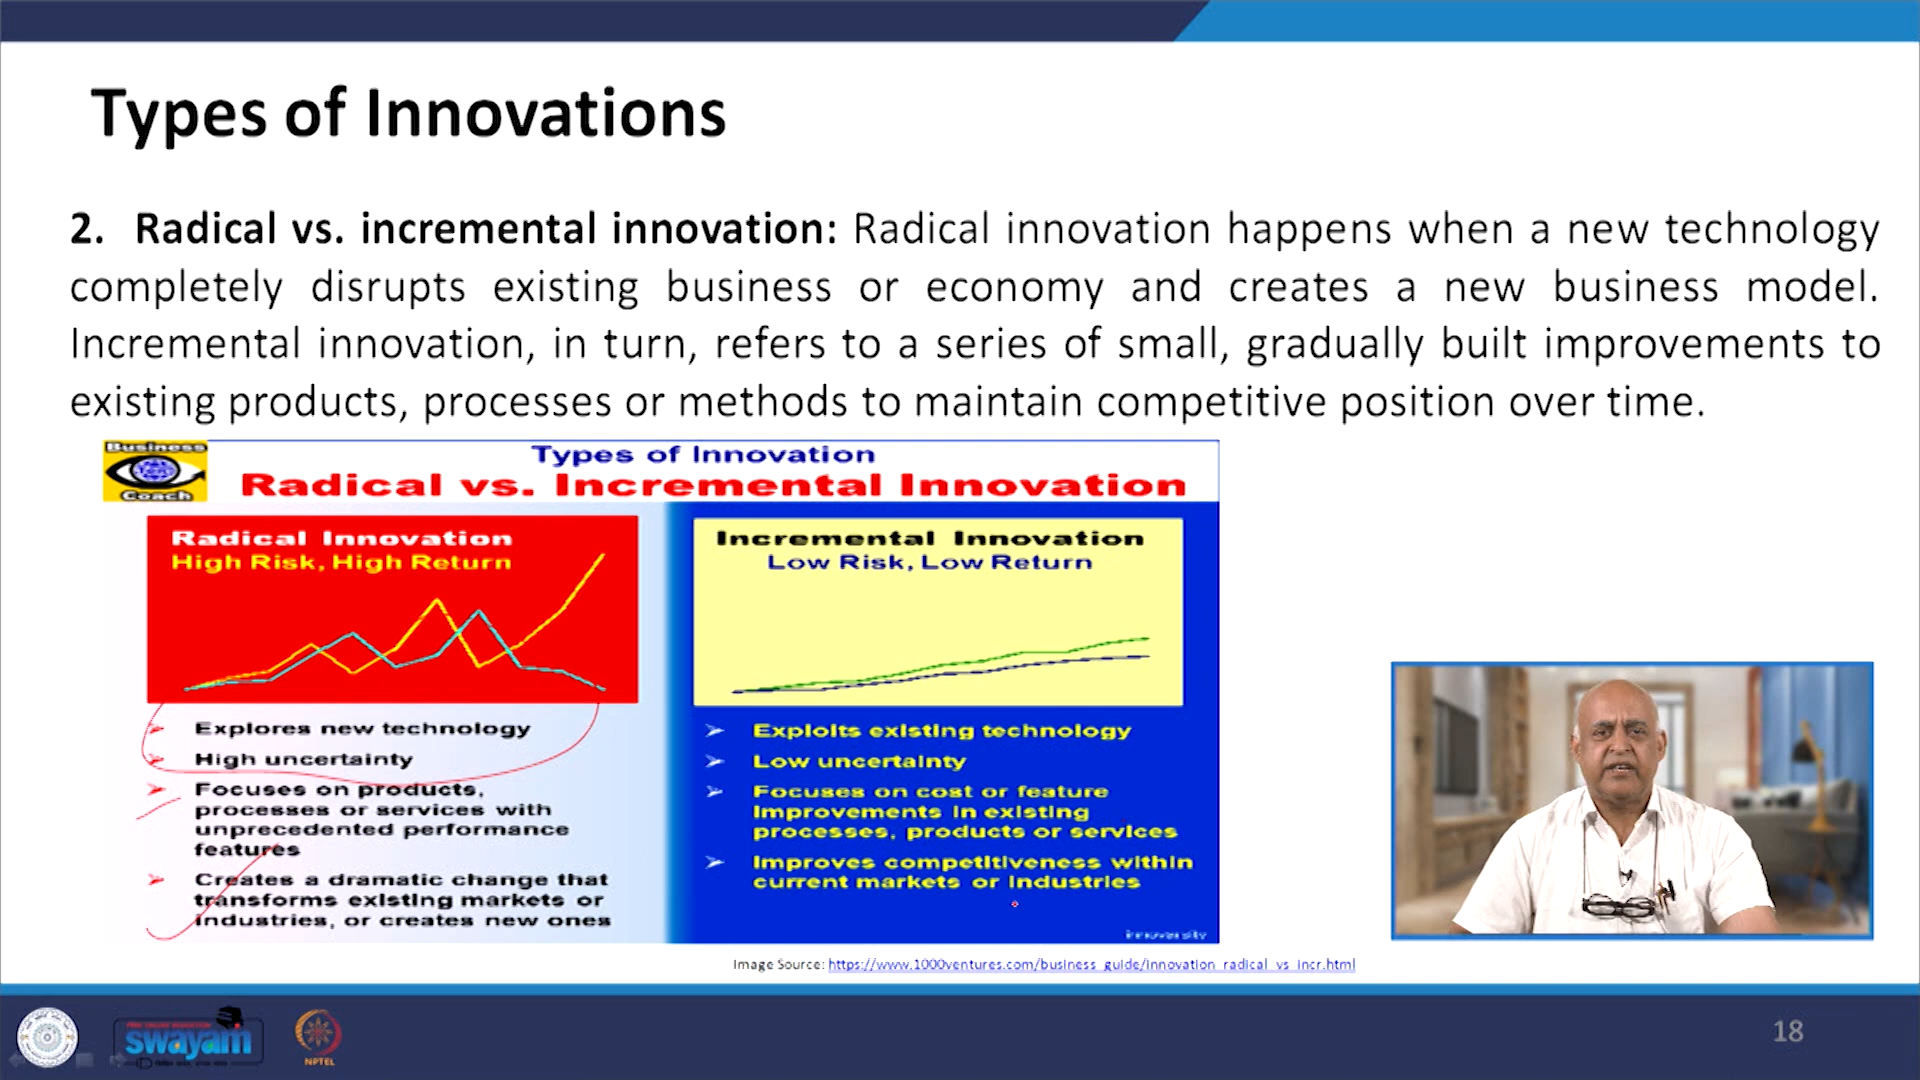 Types of Innovations
2. Radical vs. incremental innovation: Radical innovation happens when a new technology
completely disrupts existing business or economy and creates a new business model.
Incremental innovation, in turn, refers to a series of small, gradually built improvements to
existing products, processes or methods to maintain competitive position over time.
Business
Coach
Types of Innovation
Radical vs. Incremental Innovation
Radical Innovation
High Risk, High Return
Explores new technology
High uncertainty
Focuses on products,
processes or services with
unprecedented performance
features
Creates a dramatic change that
transforms existing markets or
industries, or creates new ones
Incremental Innovation
Low Risk, Low Return
Exploits existing technology
Low uncertainty
Focuses on cost or feature
improvements in existing
processes, products or services
Improves competitiveness within
current markets or industries
innoversity
Image Source: https://www.1000ventures.com/business_guide/innovation_radical_vs_incr.html
swayam
NPTEL
18